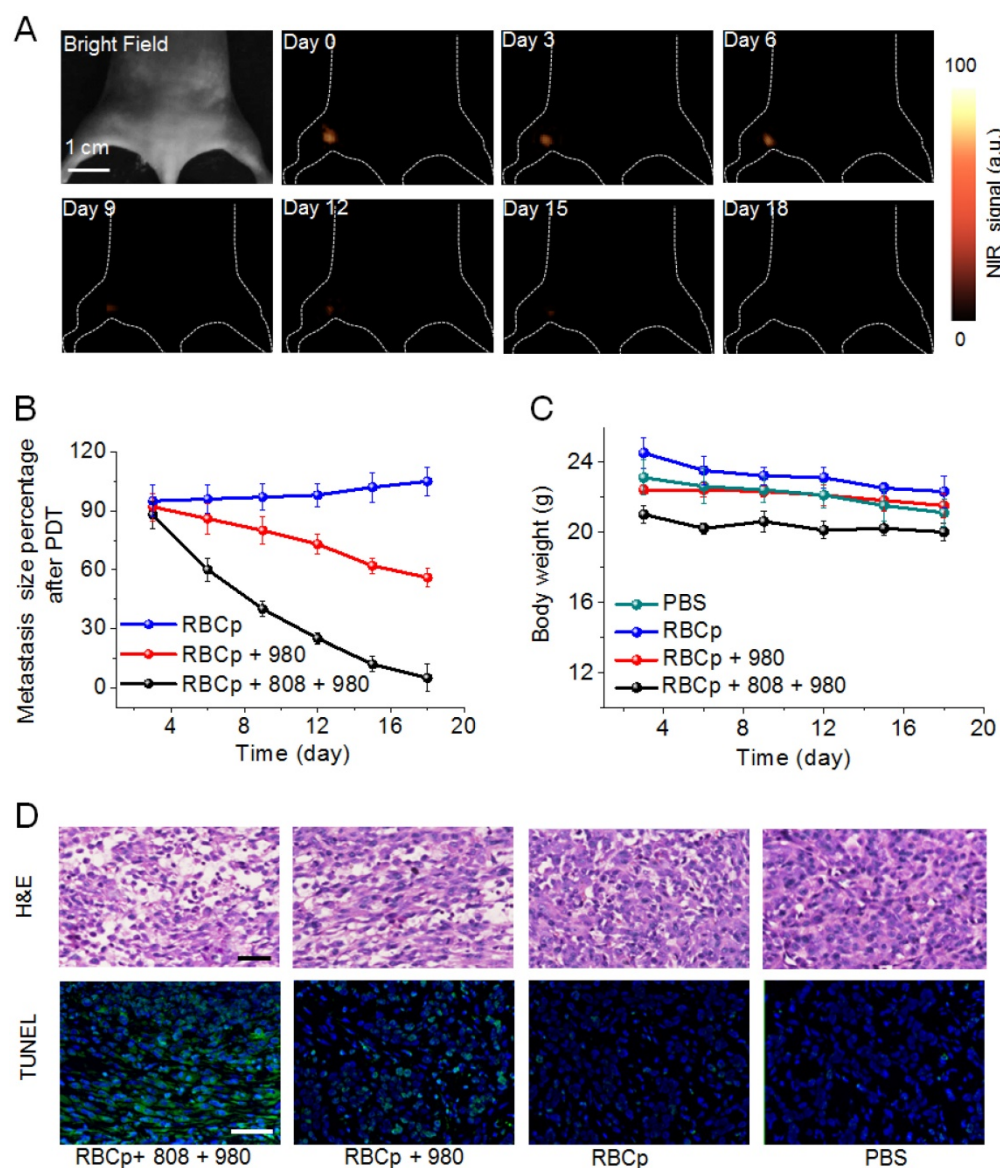 A
Bright Field
1 cm
Day 0
Day 3
Day 6
Day 9
Day 12
Day 15
Day 18
100
NIR signal (a.u.)
0
B
Metastasis size percentage
after PDT
120
90
60
30
0
RBCp
RBCp + 980
RBCp + 808 + 980
4
8
12
16
20
Time (day)
C
Body weight (g)
24
20
16
12
PBS
RBCp
RBCp + 980
RBCp + 808 + 980
4
8
12
16
20
Time (day)
D
H&E
TUNEL
RBCp+ 808 + 980
RBCp + 980
RBCp
PBS